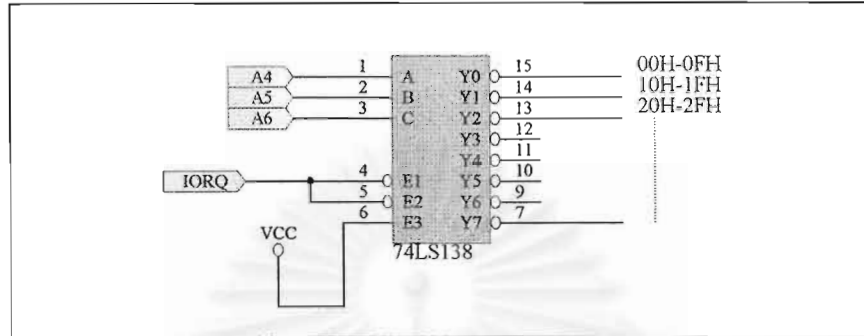 A4 1 A Y0 15 00H-0FH
A5 2 B Y1 14 10H-1FH
A6 3 C Y2 13 20H-2FH
Y3 12
Y4 11
IORQ 4 E1 Y5 10
5 E2 Y6 9
6 E3 Y7 7
VCC
74LS138